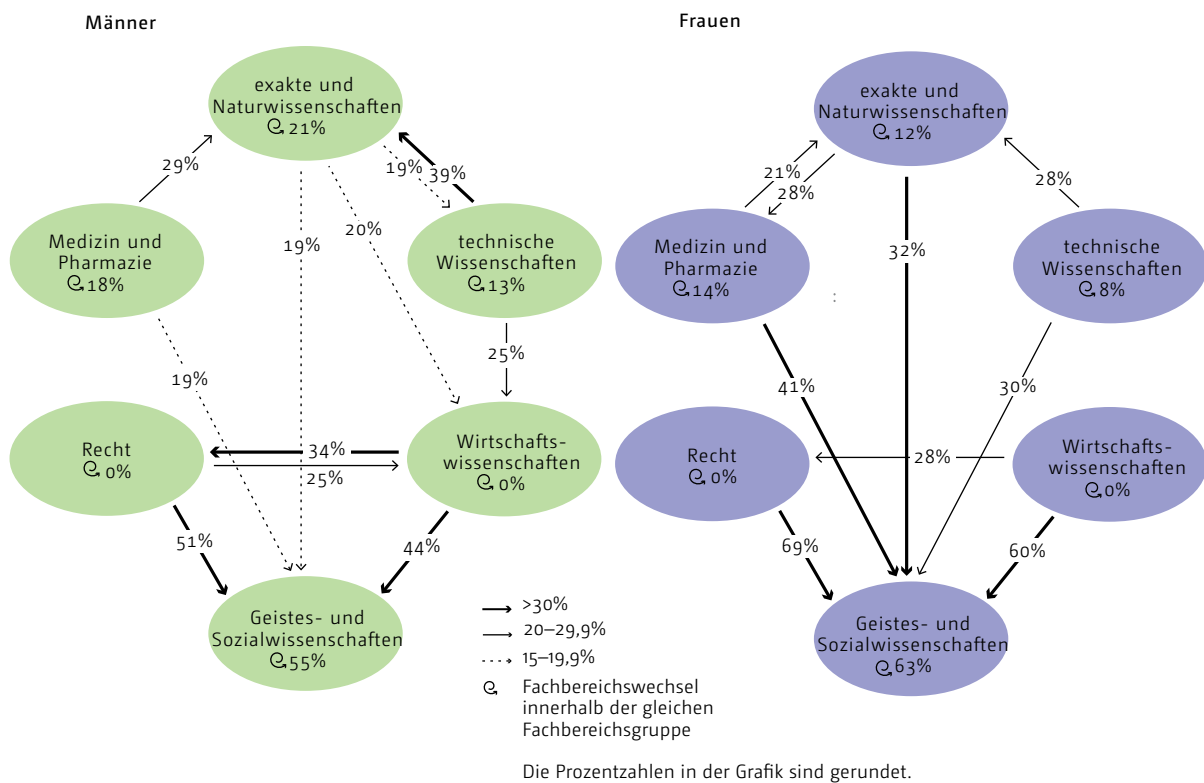 Männer
exakte und
Naturwissenschaften
21%
29%
19%
39%
Medizin und
Pharmazie
18%
19%
20%
technische
Wissenschaften
13%
25%
19%
Recht
0%
34%
25%
Wirtschafts-
wissenschaften
0%
51%
44%
Geistes- und
Sozialwissenschaften
55%
Frauen
exakte und
Naturwissenschaften
12%
21%
28%
28%
Medizin und
Pharmazie
14%
32%
technische
Wissenschaften
8%
41%
30%
Recht
0%
28%
Wirtschafts-
wissenschaften
0%
69%
60%
Geistes- und
Sozialwissenschaften
63%
>30%
20–29,9%
15–19,9%
Fachbereichswechsel
innerhalb der gleichen
Fachbereichsgruppe
Die Prozentzahlen in der Grafik sind gerundet.